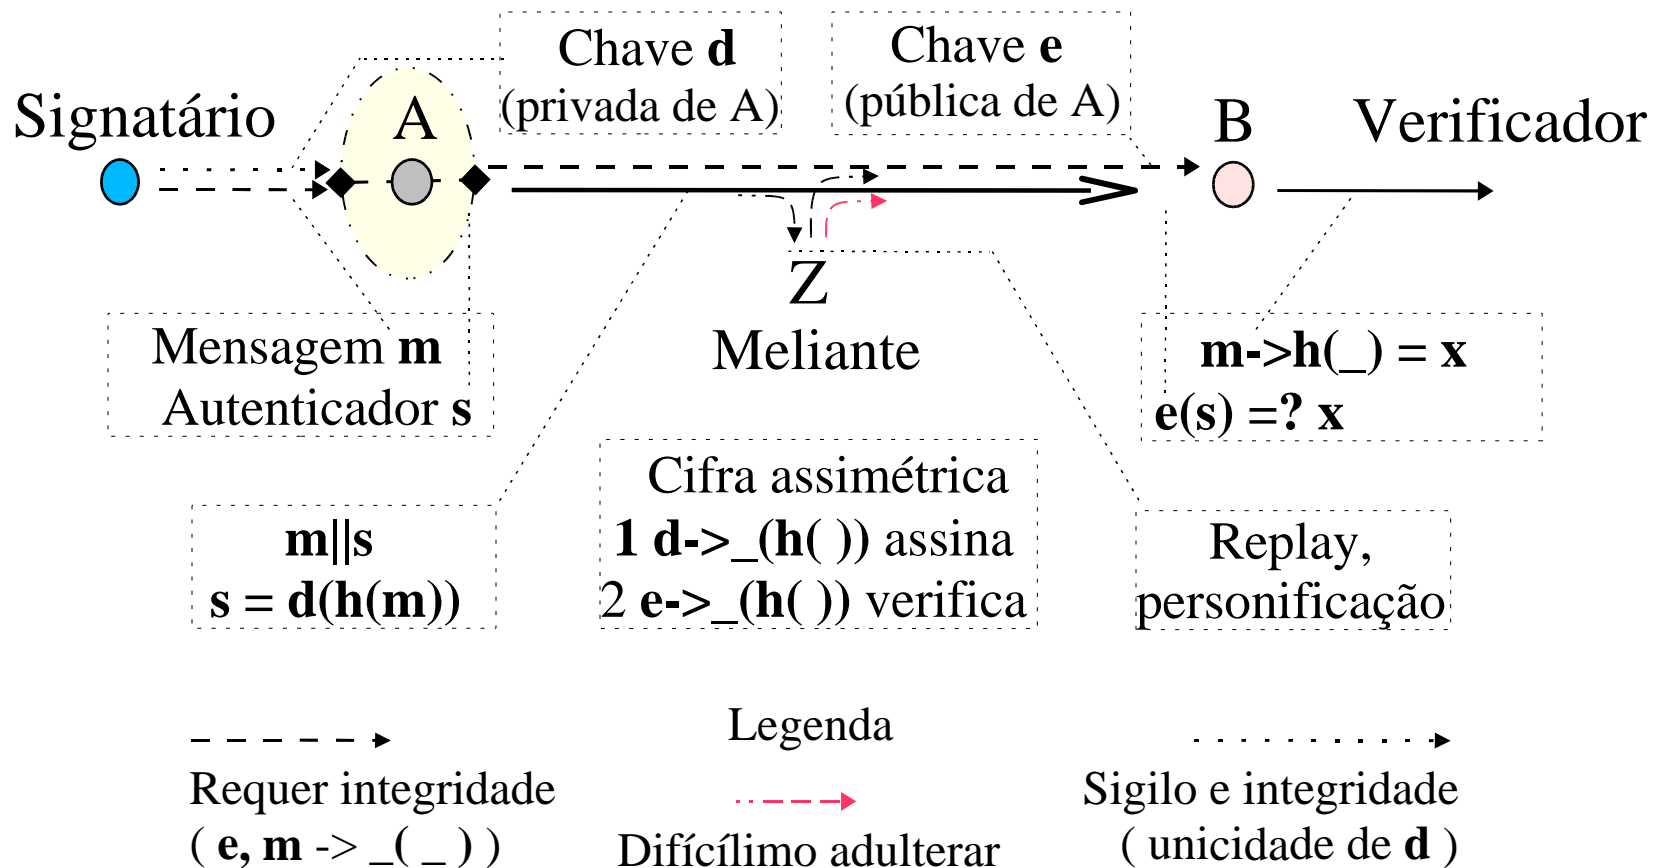 Chave d
(privada de A)
Chave e
(pública de A)
Signatário
A
B
Verificador
Z
Meliante
Mensagem m
Autenticador s
m->h(_) = x
e(s) =? x
m||s
s = d(h(m))
Cifra assimétrica
1 d->_(h( )) assina
2 e->_(h( )) verifica
Replay,
personificação
Legenda
Requer integridade
( e, m -> _( _ ) )
Difícílimo adulterar
Sigilo e integridade
( unicidade de d )